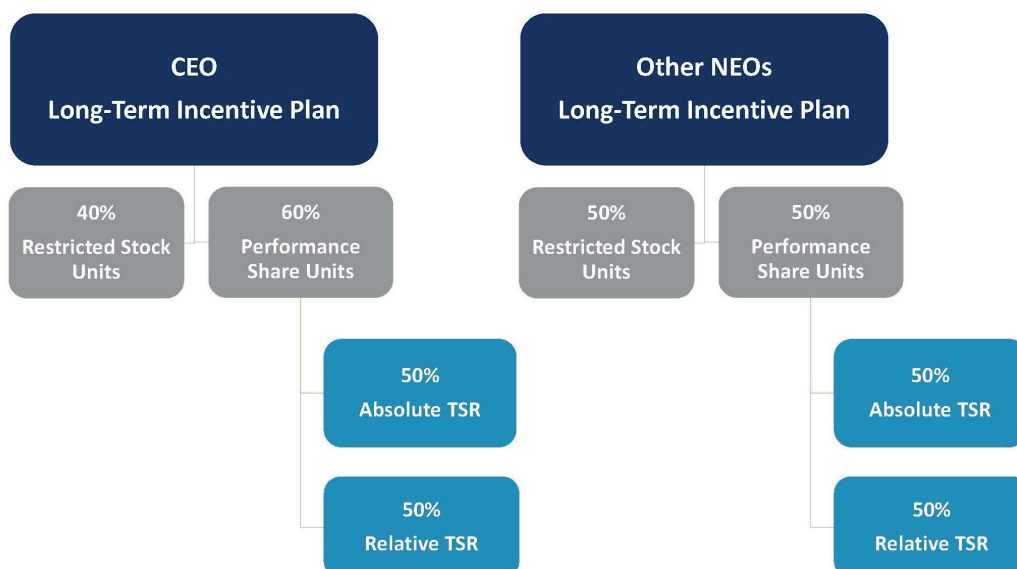 CEO
Long-Term Incentive Plan
40%
Restricted Stock
Units
60%
Performance
Share Units
50%
Absolute TSR
50%
Relative TSR
Other NEOs
Long-Term Incentive Plan
50%
Restricted Stock
Units
50%
Performance
Share Units
50%
Absolute TSR
50%
Relative TSR